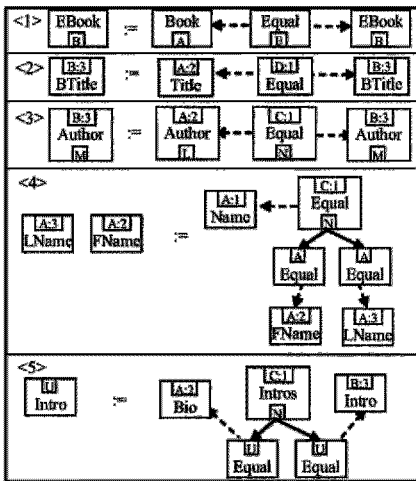 <1> EBook := Book Equal EBook
B A E B
<2> B:3 A:2 D:1 B:3
BTitle := Title Equal BTitle
<3> B:3 A:2 C:1 B:3
Author := Author Equal Author
M L N M
<4>
C:1
A:1 Equal
A:3 A:2 := Name N
LName FName
A A
Equal Equal
A:2 A:3
FName LName
<5>
U A:2 C:1 B:3
Intro := Bio Intros Intro
N
U U
Equal Equal